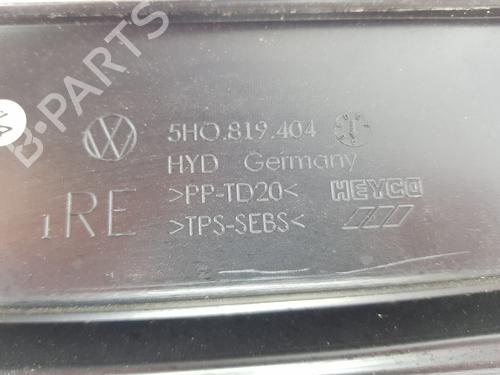 B-PARTS
5H0.819.404
HYD Germany
>PP-TD20< HEYCO
1RE >TPS-SEBS<